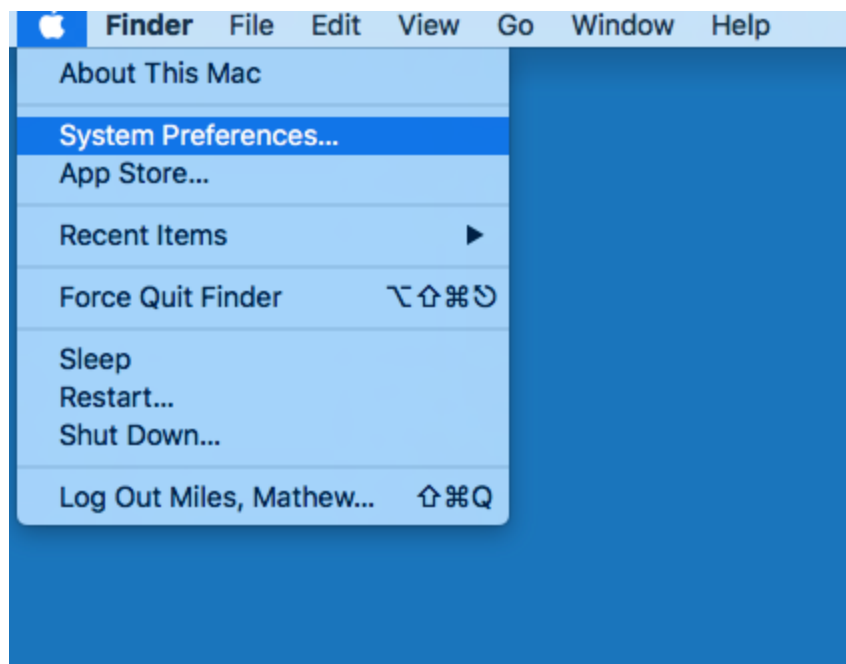 Finder File Edit View Go Window Help
About This Mac
System Preferences...
App Store...
Recent Items ▶
Force Quit Finder ⌥⇧⌘⎋
Sleep
Restart...
Shut Down...
Log Out Miles, Mathew... ⇧⌘Q